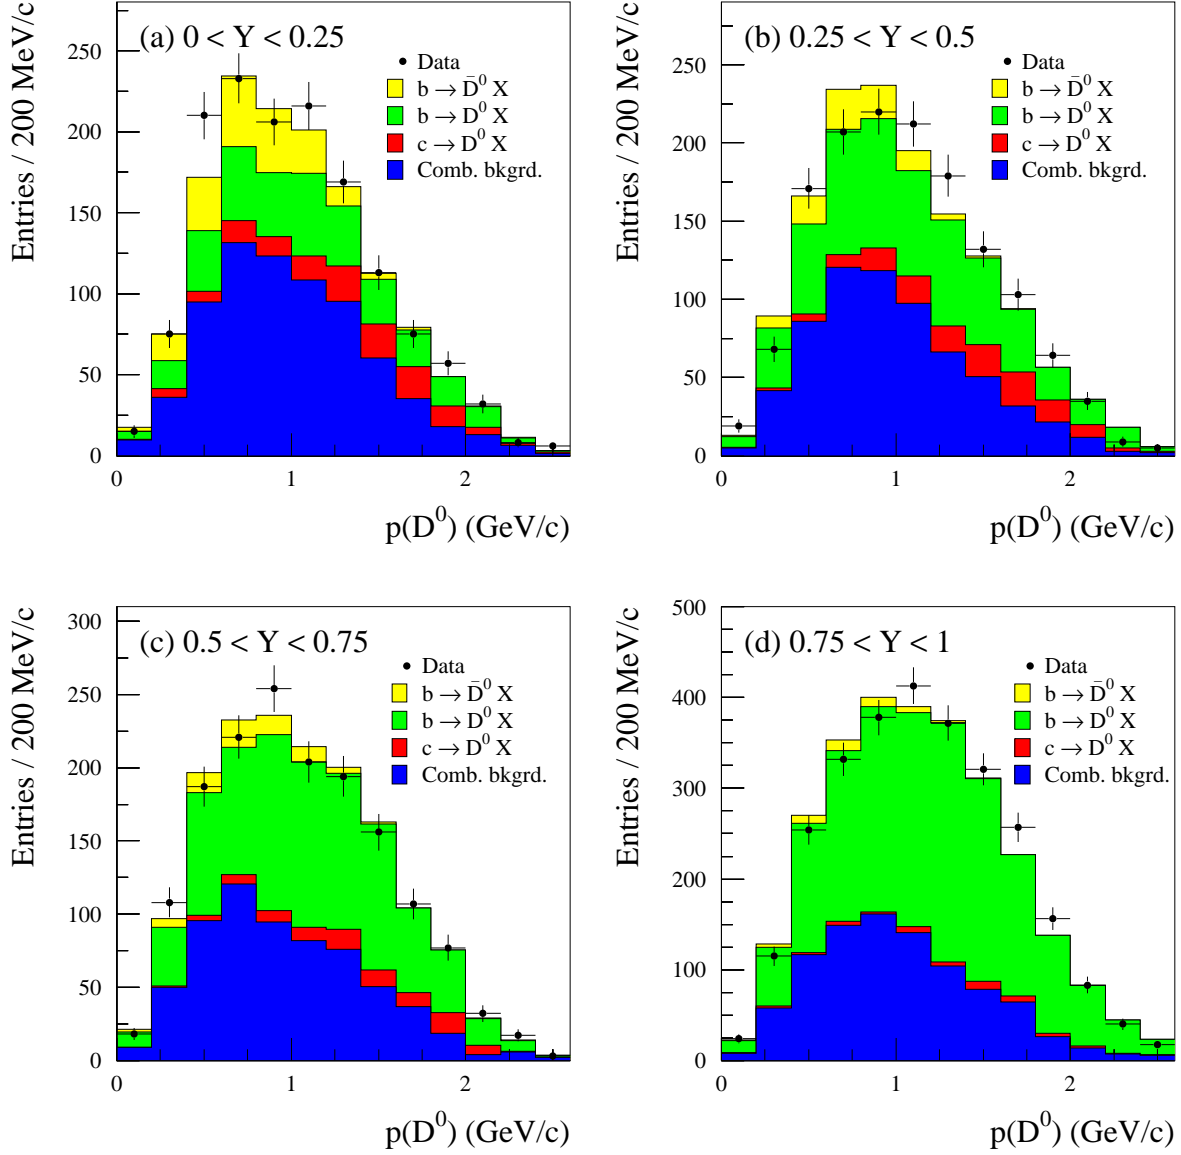 (a) 0 < Y < 0.25
Entries / 200 MeV/c
250
200
150
100
50
0
Data
b → D̄⁰ X
b → D⁰ X
c → D⁰ X
Comb. bkgrd.
0 1 2
p(D⁰) (GeV/c)
(b) 0.25 < Y < 0.5
Entries / 200 MeV/c
250
200
150
100
50
0
Data
b → D̄⁰ X
b → D⁰ X
c → D⁰ X
Comb. bkgrd.
0 1 2
p(D⁰) (GeV/c)
(c) 0.5 < Y < 0.75
Entries / 200 MeV/c
300
250
200
150
100
50
0
Data
b → D̄⁰ X
b → D⁰ X
c → D⁰ X
Comb. bkgrd.
0 1 2
p(D⁰) (GeV/c)
(d) 0.75 < Y < 1
Entries / 200 MeV/c
500
400
300
200
100
0
Data
b → D̄⁰ X
b → D⁰ X
c → D⁰ X
Comb. bkgrd.
0 1 2
p(D⁰) (GeV/c)